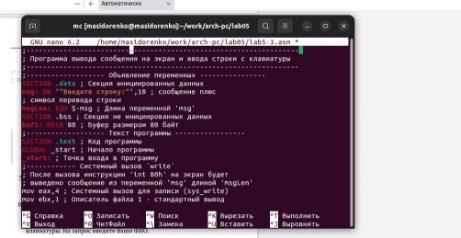 Автоматически
mc [masidorenko@masidorenko]:~/work/arch-pc/lab05
GNU nano 6.2 /home/masidorenko/work/arch-pc/lab05/lab5-3.asm *
;--------------------------------------------------------
; Программа вывода сообщения на экран и ввода строки с клавиатуры
;--------------------------------------------------------
;------------------- Объявление переменных ----------------
SECTION .data ; Секция инициированных данных
msg: DB '"Введите строку:"',10 ; сообщение плюс
; символ перевода строки
msgLen: EQU $-msg ; Длина переменной 'msg'
SECTION .bss ; Секция не инициированных данных
buf1: RESB 80 ; Буфер размером 80 байт
;------------------- Текст программы -----------------
SECTION .text ; Код программы
GLOBAL _start ; Начало программы
_start: ; Точка входа в программу
;------------ Системный вызов `write`
; После вызова инструкции 'int 80h' на экран будет
; выведено сообщение из переменной 'msg' длиной 'msgLen'
mov eax,4 ; Системный вызов для записи (sys_write)
mov ebx,1 ; Описатель файла 1 - стандартный вывод
^G Справка ^O Записать ^W Поиск ^K Вырезать ^T Выполнить
^X Выход ^R ЧитФайл ^\ Замена ^U Вставить ^J Выровнять
клавиатуры. На запрос введите Ваши ФИО.